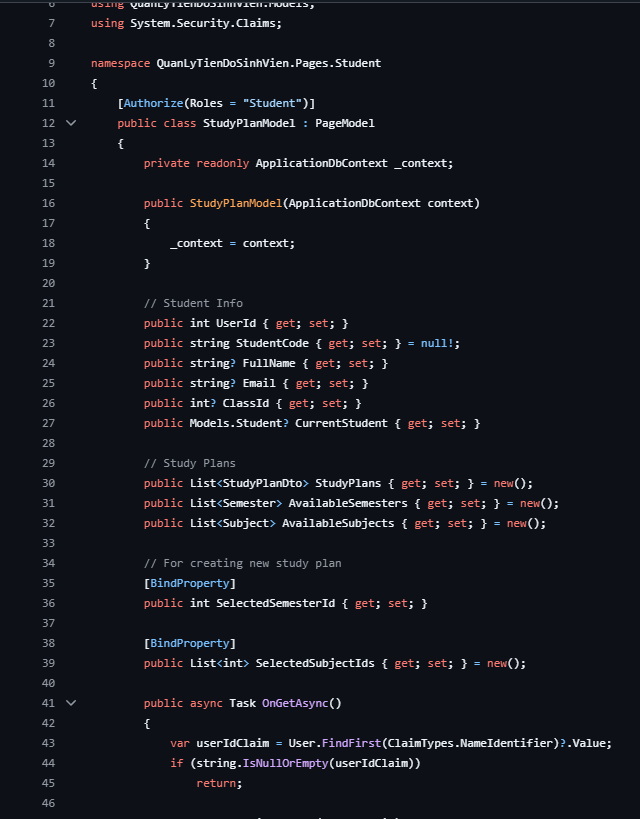 6 using QuanLyTienDoSinhVien.Models;
7 using System.Security.Claims;
8
9 namespace QuanLyTienDoSinhVien.Pages.Student
10 {
11 [Authorize(Roles = "Student")]
12 public class StudyPlanModel : PageModel
13 {
14 private readonly ApplicationDbContext _context;
15
16 public StudyPlanModel(ApplicationDbContext context)
17 {
18 _context = context;
19 }
20
21 // Student Info
22 public int UserId { get; set; }
23 public string StudentCode { get; set; } = null!;
24 public string? FullName { get; set; }
25 public string? Email { get; set; }
26 public int? ClassId { get; set; }
27 public Models.Student? CurrentStudent { get; set; }
28
29 // Study Plans
30 public List<StudyPlanDto> StudyPlans { get; set; } = new();
31 public List<Semester> AvailableSemesters { get; set; } = new();
32 public List<Subject> AvailableSubjects { get; set; } = new();
33
34 // For creating new study plan
35 [BindProperty]
36 public int SelectedSemesterId { get; set; }
37
38 [BindProperty]
39 public List<int> SelectedSubjectIds { get; set; } = new();
40
41 public async Task OnGetAsync()
42 {
43 var userIdClaim = User.FindFirst(ClaimTypes.NameIdentifier)?.Value;
44 if (string.IsNullOrEmpty(userIdClaim))
45 return;
46